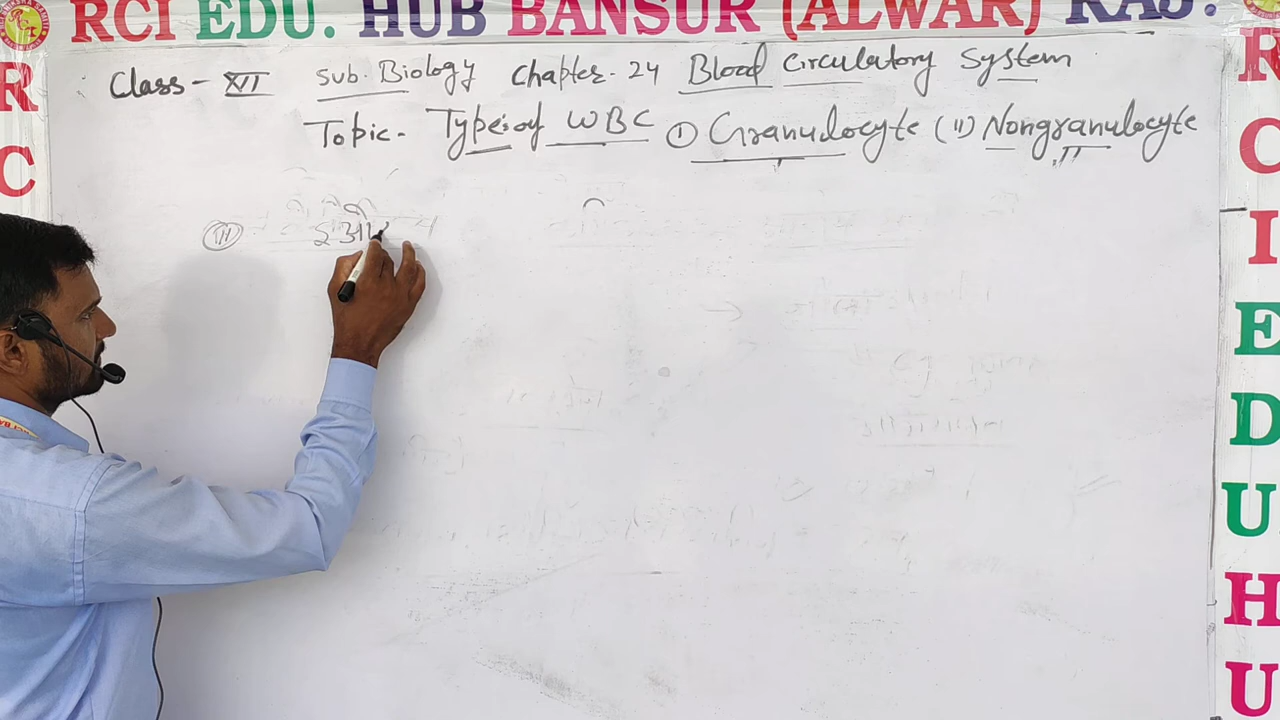 RCI EDU. HUB BANSUR (ALWAR) RAJ.
Class - XII Sub. Biology Chapter - 24 Blood Circulatory System
Topic - Types of WBC (i) Granulocyte (ii) Nongranulocyte
(iii)
R
C
R
C
I
E
D
U
H
U